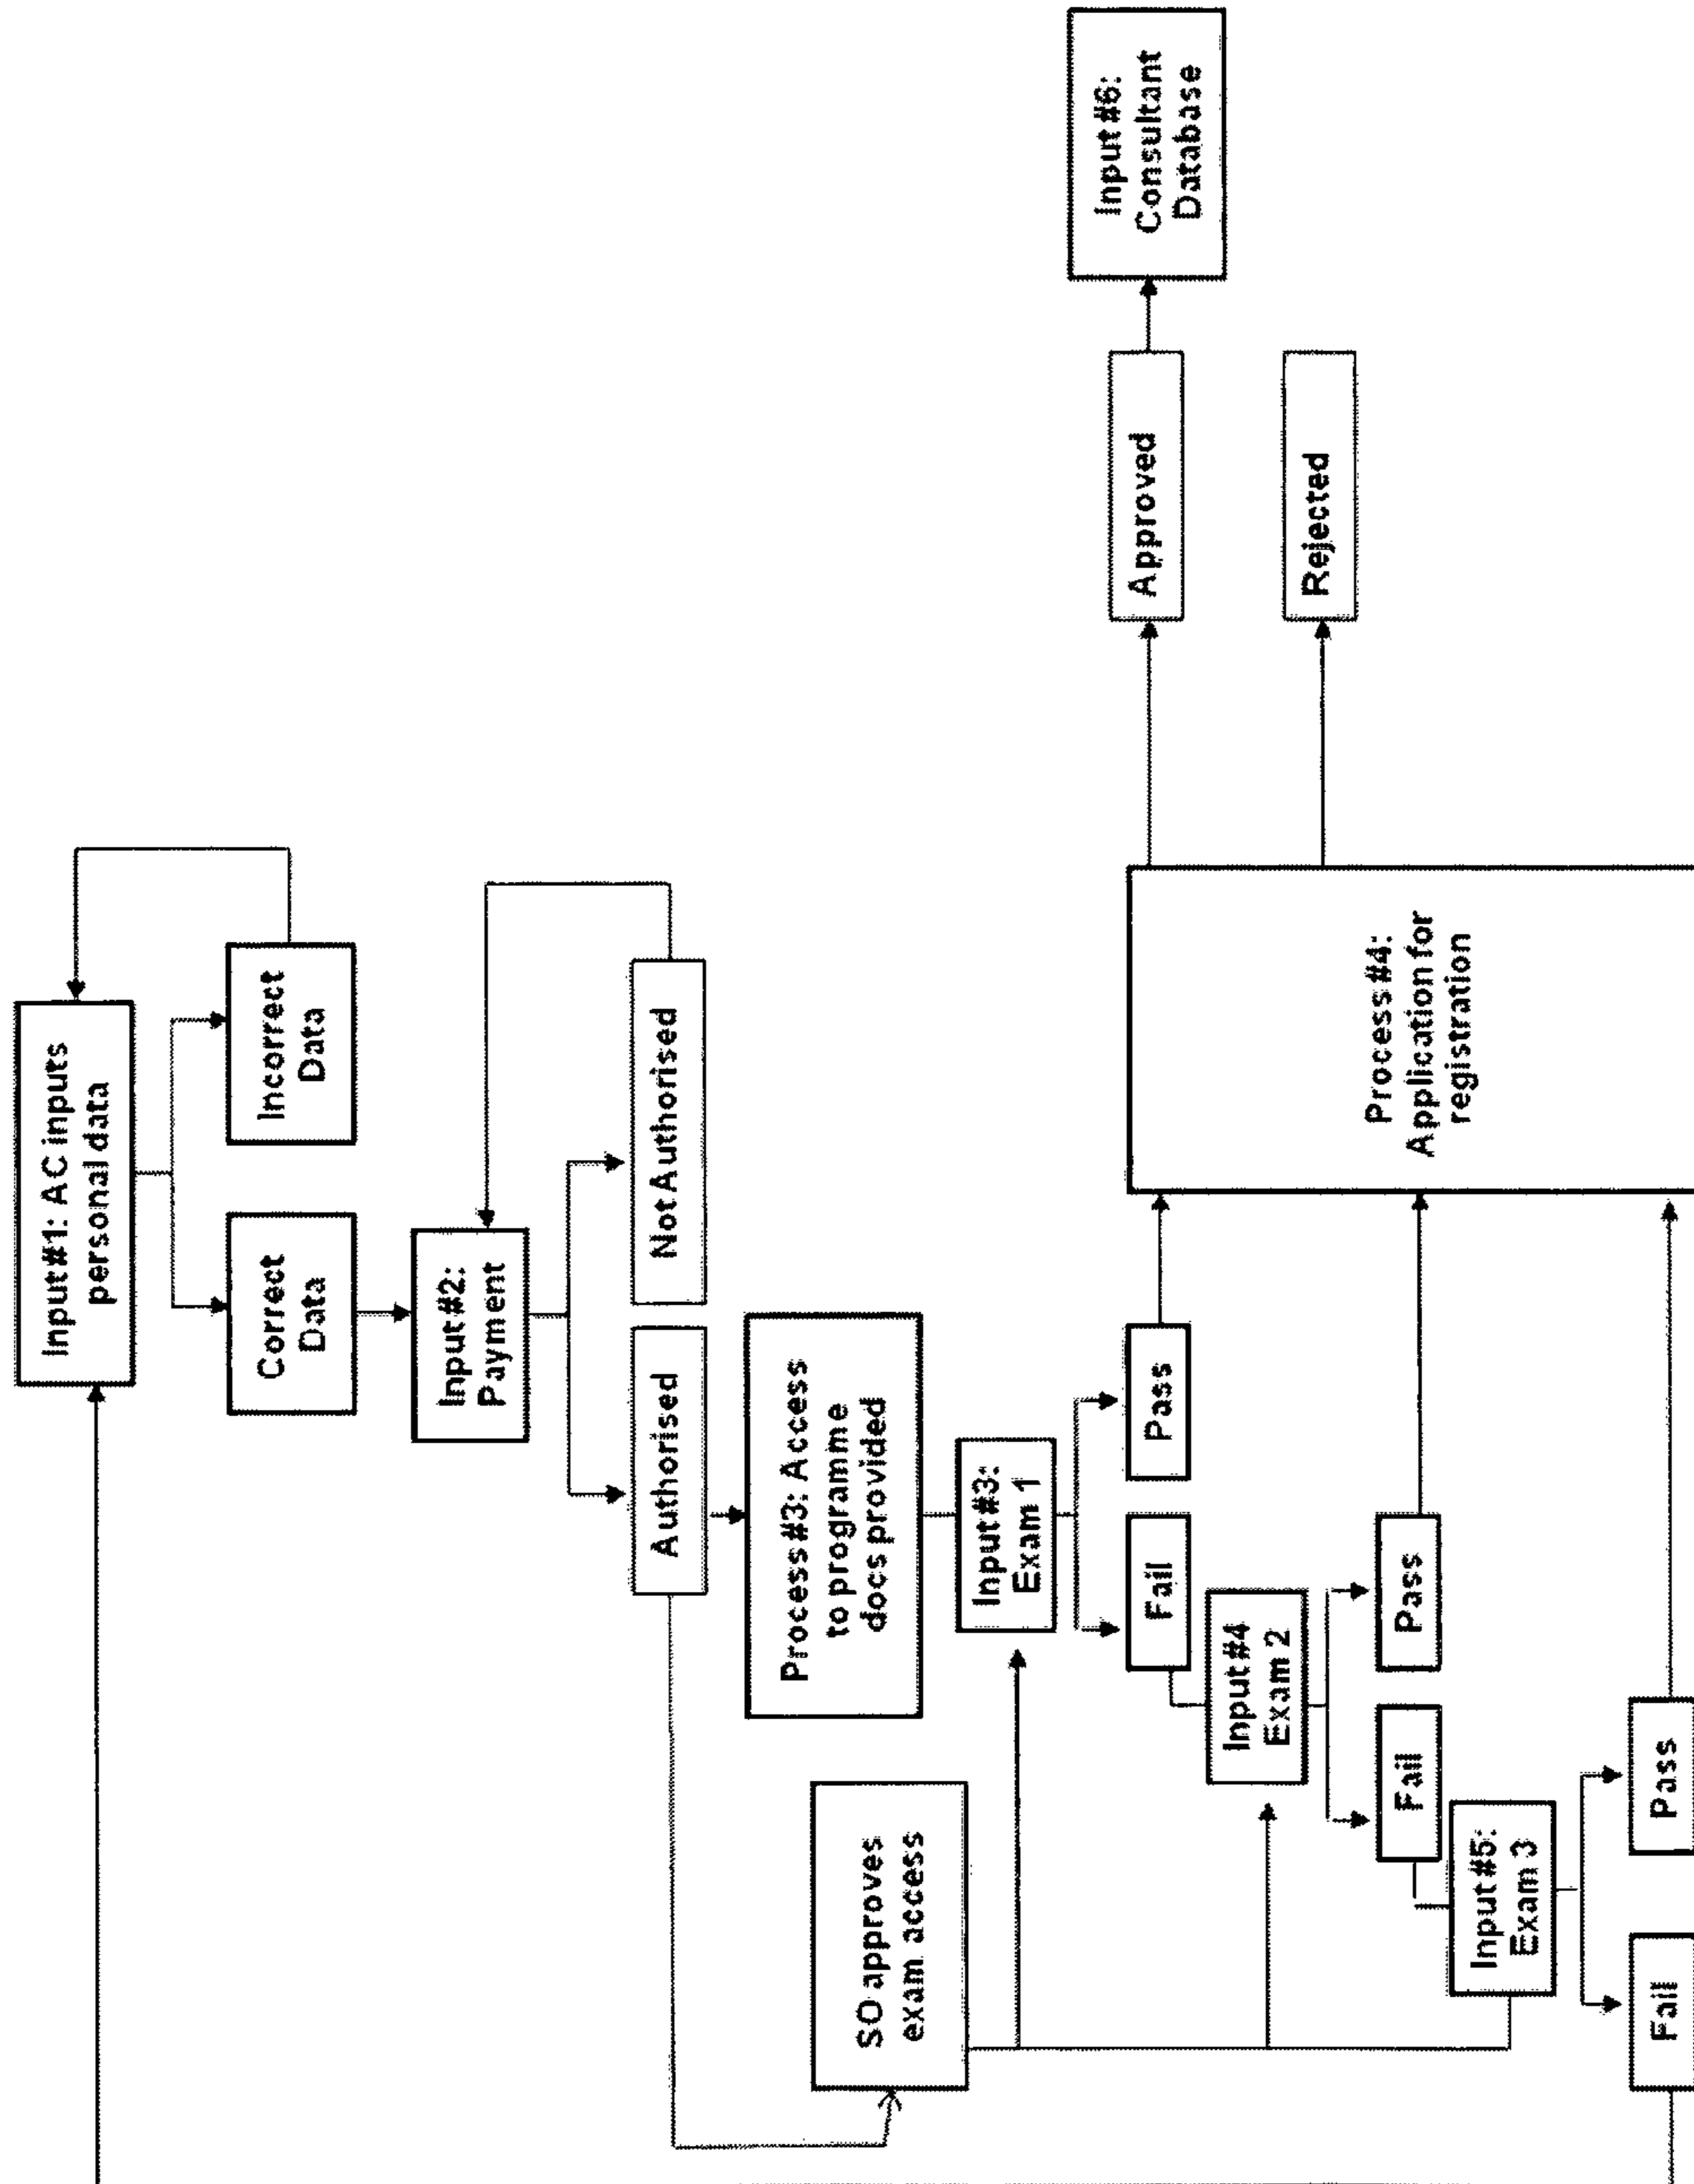 Input#1: AC inputs
personal data
Correct
Data
Incorrect
Data
Input#2:
Payment
Authorised
Not Authorised
Process#3: Access
to programme
docs provided
SO approves
exam access
Input#3:
Exam 1
Fail
Pass
Input#4
Exam 2
Fail
Pass
Input#5:
Exam 3
Fail
Pass
Process#4:
Application for
registration
Approved
Rejected
Input#6:
Consultant
Database